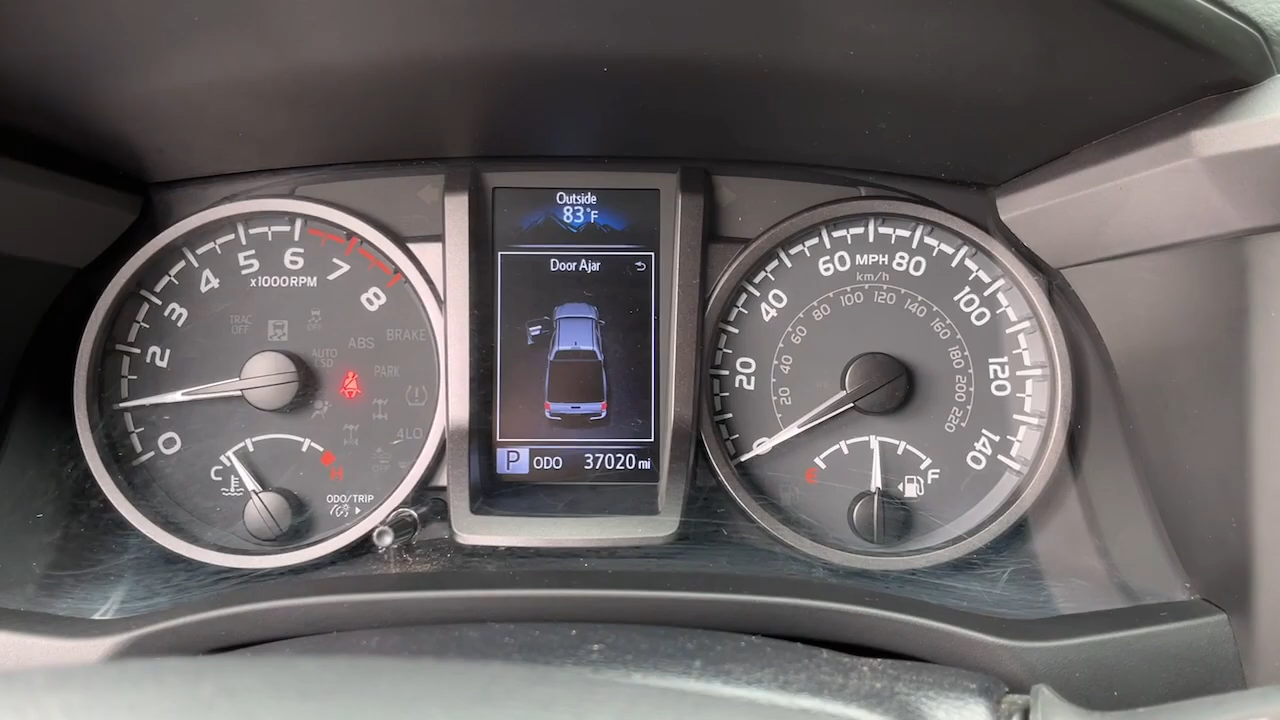 0
2
3
4
5
6
7
8
x1000RPM
TRAC
OFF
OFF
AUTO
LSD
ABS
BRAKE
PARK
4LO
C
H
ODO/TRIP
Outside
83°F
Door Ajar
P ODO 37020 mi
0
20
40
60
MPH
80
100
120
140
km/h
20
40
60
80
100
120
140
160
180
200
220
E
F